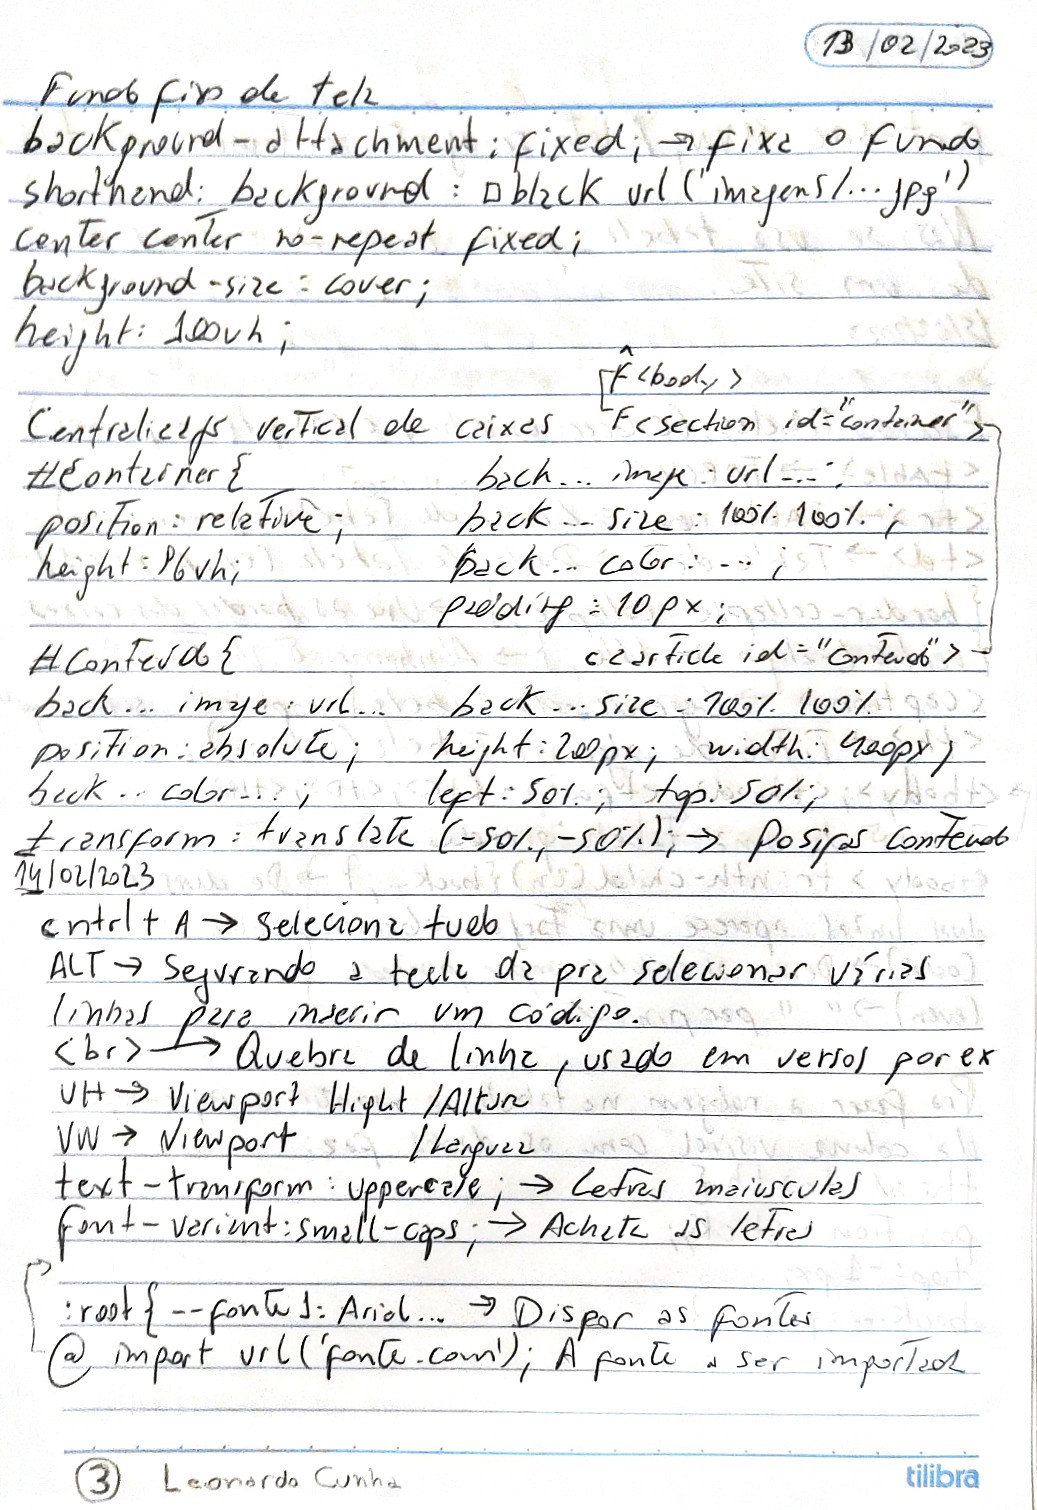 13/02/2023
Fundo fixo de tela
background-attachment: fixed; → fixa o fundo
shorthand: background: □ black url('imagens/... jpg')
center center no-repeat fixed;
background-size: cover;
height: 100vh;
<body>
Centralização vertical de caixas <section id="container">
#Container{ back... image: url...;
position: relative; back... size: 100% 100%;
height: 96vh; back... color: ...;
padding: 10px;
#Conteudo{ <article id="conteudo">
back... image: url... back... size: 100% 100%
position: absolute; height: 200px; width: 400px;
back... color...; left: 50%; top: 50%;
transform: translate (-50%, -50%); → Posição Conteudo
14/02/2023
cntrl + A → Seleciona tudo
ALT → Segurando a tecla da pra selecionar várias
linhas para inserir um código.
<br> → Quebra de linha, usado em versos por ex
VH → Viewport Hight /Altura
VW → Viewport /Largura
text-transform: uppercase; → Letras maiusculas
font-variant: small-caps; → Achata as letras
:root{ --fonte1: Arial... → Dispor as fontes
@ import url('fonte.com'); A fonte a ser importada
3 Leonardo Cunha tilibra